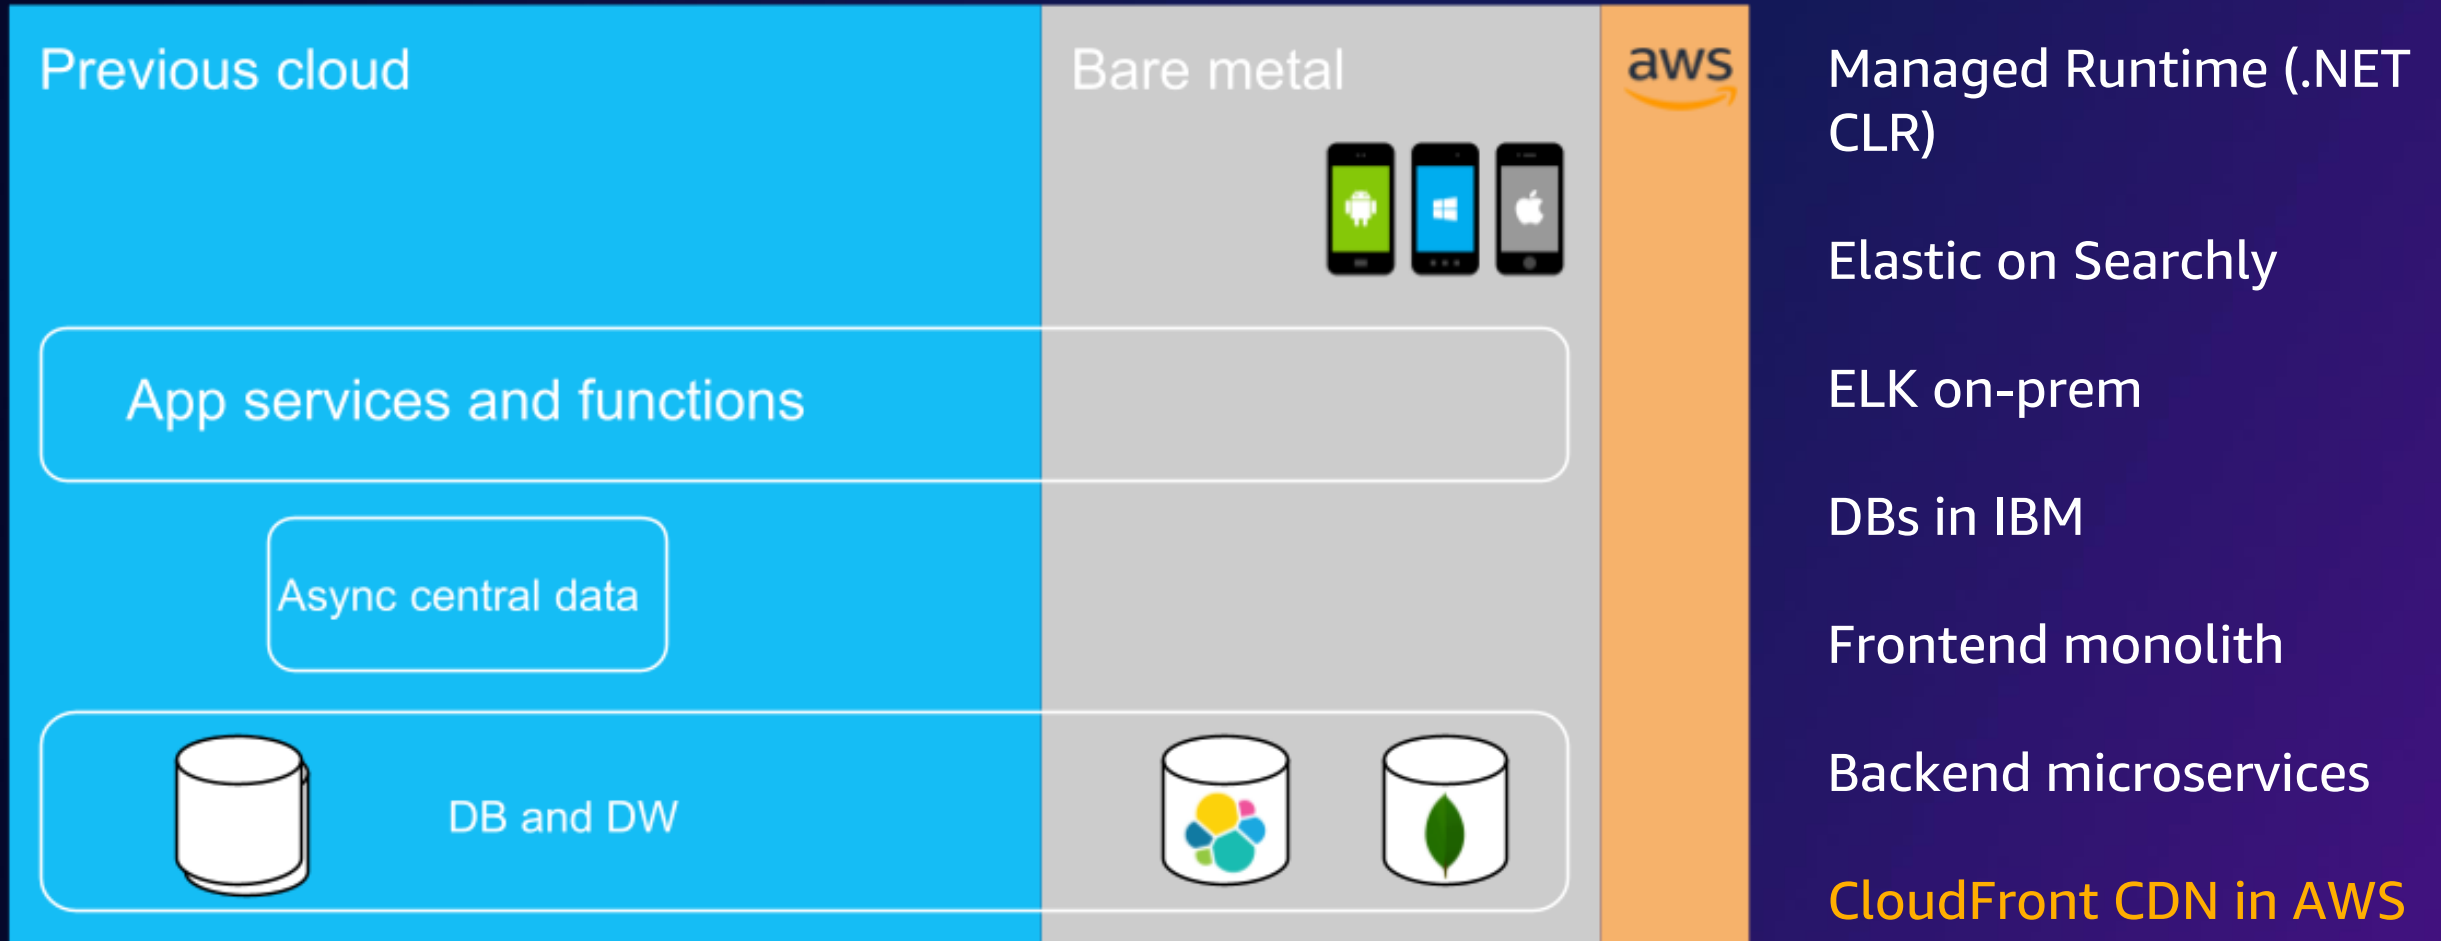 Previous cloud
Bare metal
aws
App services and functions
Async central data
DB and DW
Managed Runtime (.NET
CLR)
Elastic on Searchly
ELK on-prem
DBs in IBM
Frontend monolith
Backend microservices
CloudFront CDN in AWS